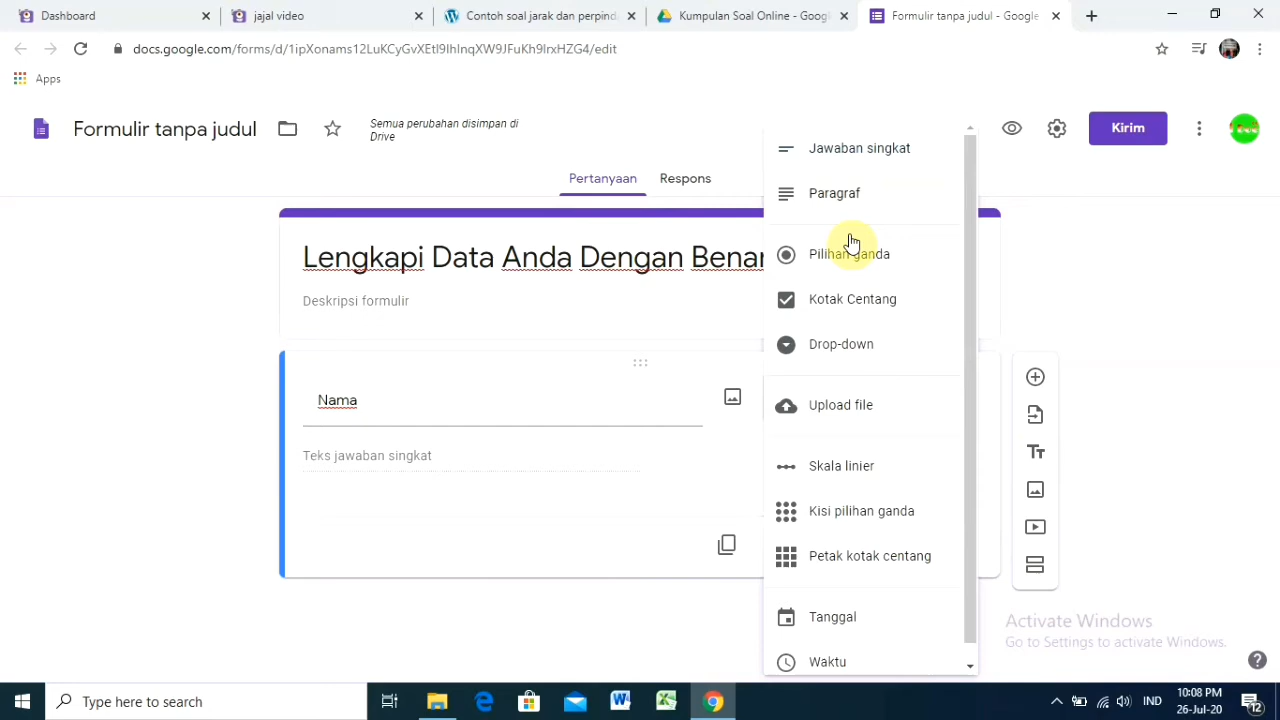 Dashboard
jajal video
Contoh soal jarak dan perpind
Kumpulan Soal Online - Goog
Formulir tanpa judul - Google
docs.google.com/forms/d/1ipXonams12LuKCyGvXEtl9IhlnqXW9JFuKh9lrxHZG4/edit
Apps
Formulir tanpa judul
Semua perubahan disimpan di
Drive
Kirim
Pertanyaan
Respons
Lengkapi Data Anda Dengan Benar
Deskripsi formulir
Nama
Teks jawaban singkat
Jawaban singkat
Paragraf
Pilihan ganda
Kotak Centang
Drop-down
Upload file
Skala linier
Kisi pilihan ganda
Petak kotak centang
Tanggal
Waktu
Activate Windows
Go to Settings to activate Windows.
Type here to search
IND
10:08 PM
26-Jul-20
12